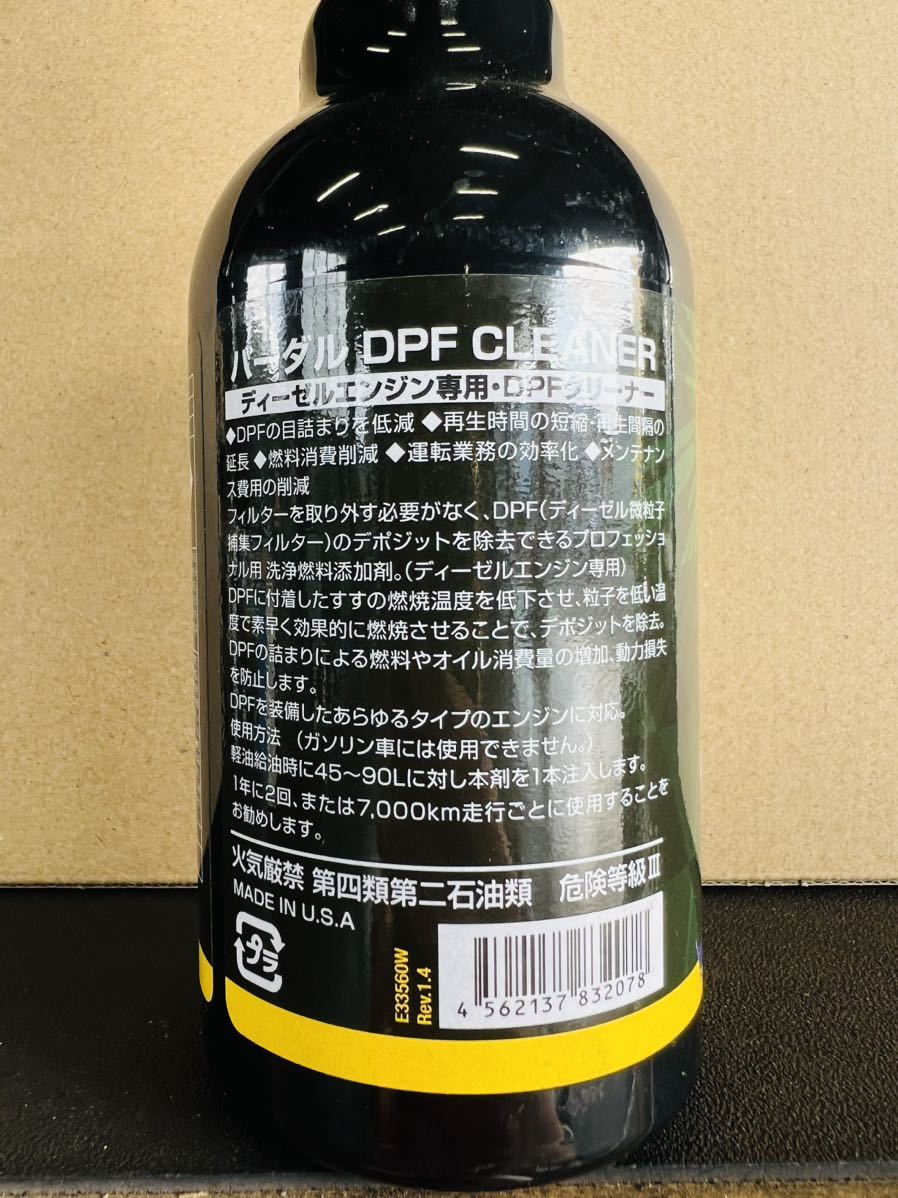 バーダル DPF CLEANER
ディーゼルエンジン専用・DPFクリーナー
◆DPFの目詰まりを低減 ◆再生時間の短縮・再生間隔の
延長 ◆燃料消費削減 ◆運転業務の効率化 ◆メンテナン
ス費用の削減
フィルターを取り外す必要がなく、DPF(ディーゼル微粒子
捕集フィルター)のデポジットを除去できるプロフェッショ
ナル用 洗浄燃料添加剤。(ディーゼルエンジン専用)
DPFに付着したすすの燃焼温度を低下させ、粒子を低い温
度で素早く効果的に燃焼させることで、デポジットを除去。
DPFの詰まりによる燃料やオイル消費量の増加、動力損失
を防止します。
DPFを装備したあらゆるタイプのエンジンに対応。
使用方法 (ガソリン車には使用できません。)
軽油給油時に45～90Lに対し本剤を1本注入します。
1年に2回、または7,000km走行ごとに使用することを
お勧めします。
火気厳禁 第四類第二石油類 危険等級Ⅲ
MADE IN U.S.A
プラ
E33560W
Rev.1.4
4 562137 832078